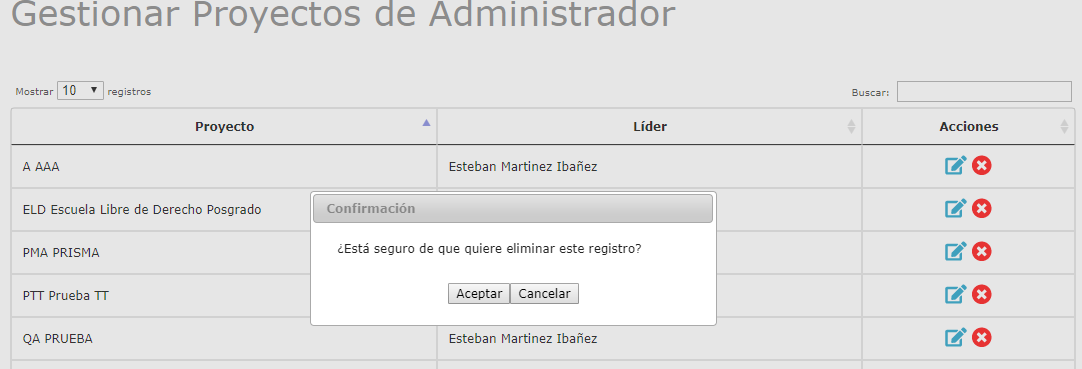 Gestionar Proyectos de Administrador
Mostrar 10 registros Buscar:
Proyecto Líder Acciones
A AAA Esteban Martinez Ibañez
ELD Escuela Libre de Derecho Posgrado
Confirmación
¿Está seguro de que quiere eliminar este registro?
PMA PRISMA
PTT Prueba TT
Aceptar Cancelar
QA PRUEBA Esteban Martinez Ibañez